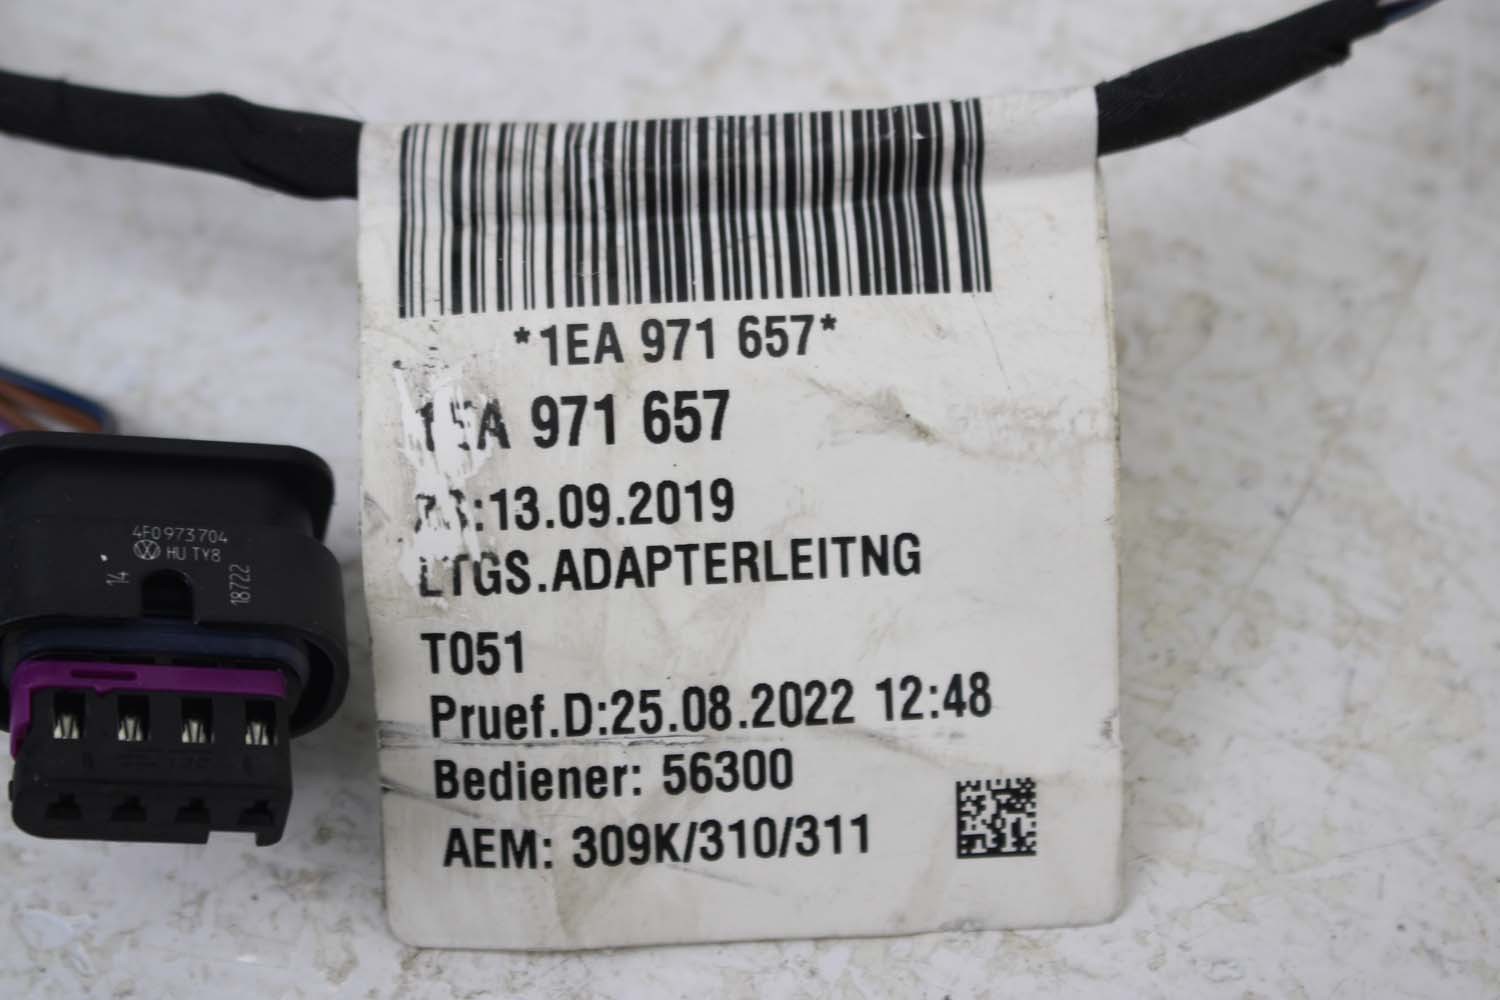 *1EA 971 657*
1EA 971 657
:13.09.2019
LTGS.ADAPTERLEITNG
T051
Pruef.D:25.08.2022 12:48
Bediener: 56300
AEM: 309K/310/311
4F0973704
HU TY8
14
18722